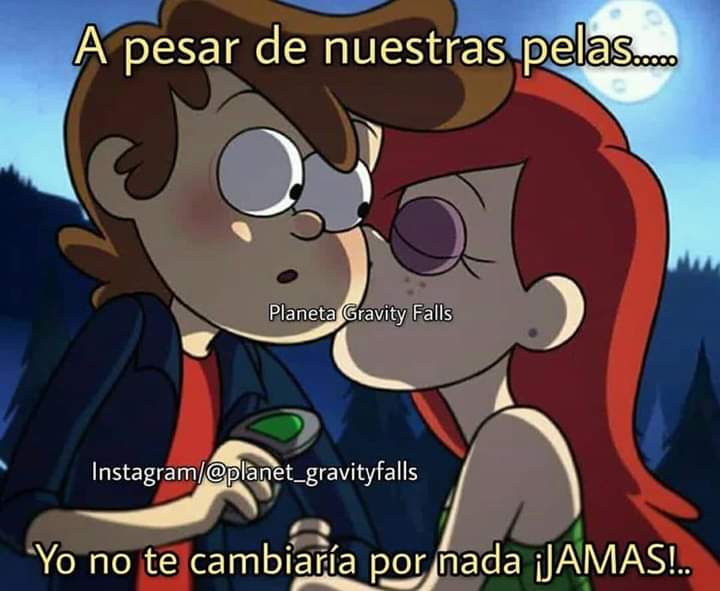 A pesar de nuestras pelas.....
Planeta Gravity Falls
Instagram/@planet_gravityfalls
Yo no te cambiaría por nada ¡JAMAS!..